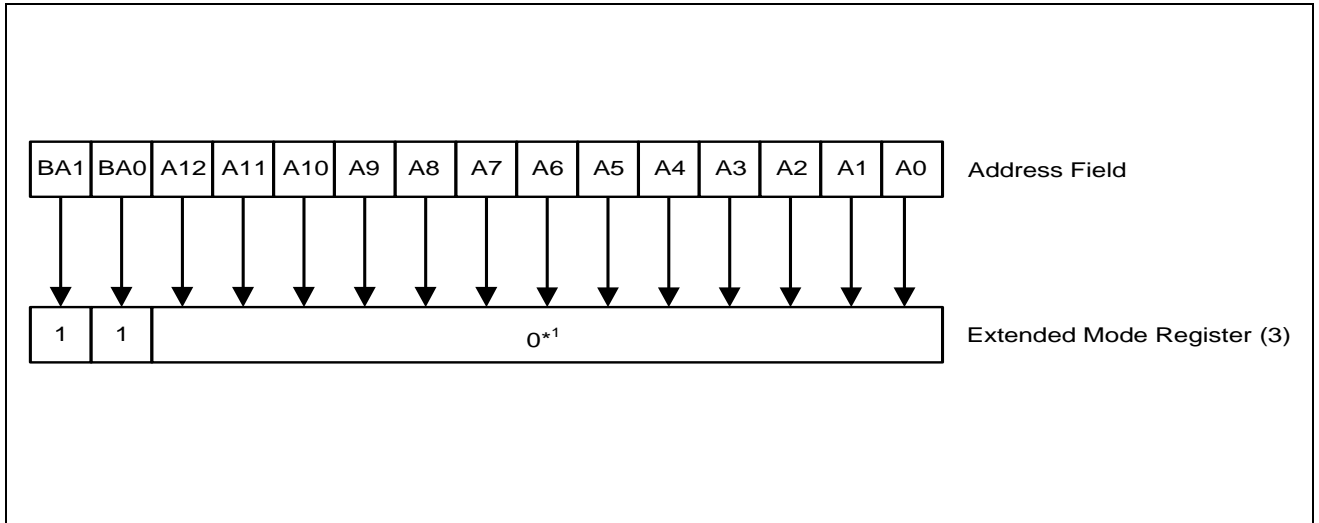 BA1 BA0 A12 A11 A10 A9 A8 A7 A6 A5 A4 A3 A2 A1 A0 Address Field
1 1 0*1 Extended Mode Register (3)